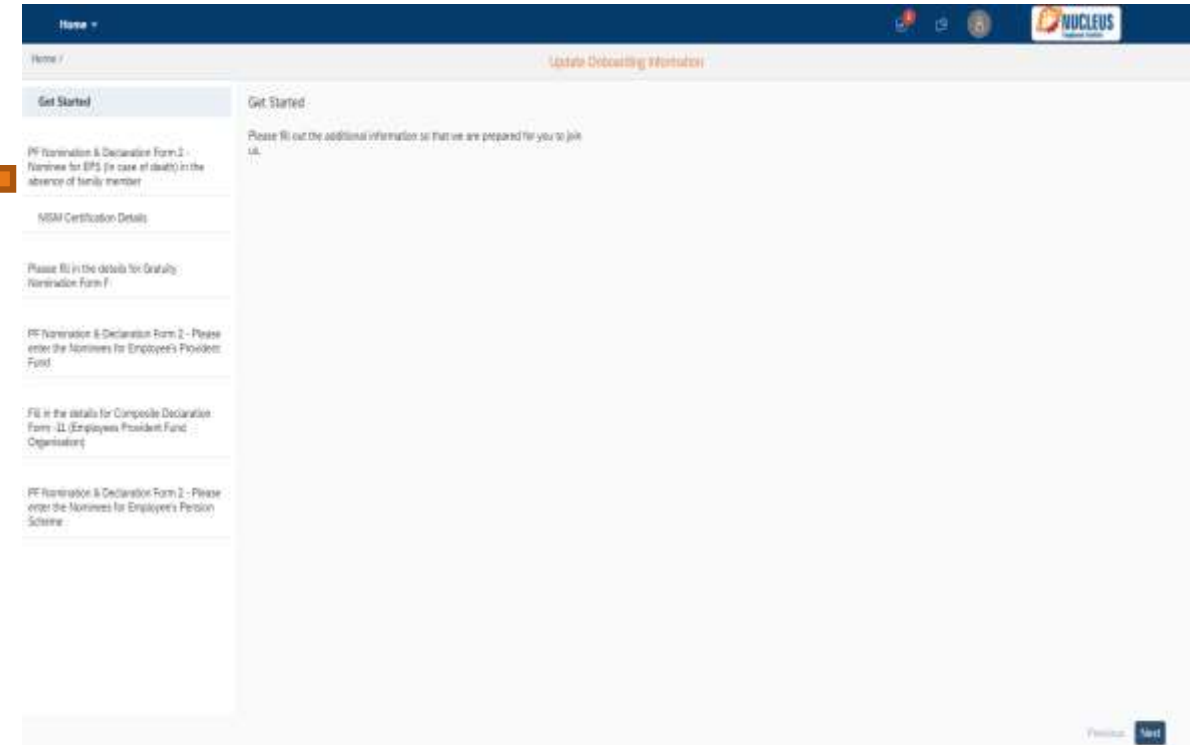 Home
NUCLEUS
Home /
Update Onboarding Information
Get Started
PF Nomination & Declaration Form 2 -
Nominee for EPS (in case of death) in the
absence of family member
NISM Certification Details
Please fill in the details for Gratuity
Nomination Form F
PF Nomination & Declaration Form 2 - Please
enter the Nominees for Employee's Provident
Fund
Fill in the details for Composite Declaration
Form -11 (Employees Provident Fund
Organisation)
PF Nomination & Declaration Form 2 - Please
enter the Nominees for Employee's Pension
Scheme
Get Started
Please fill out the additional information so that we are prepared for you to join
us.
Previous Next